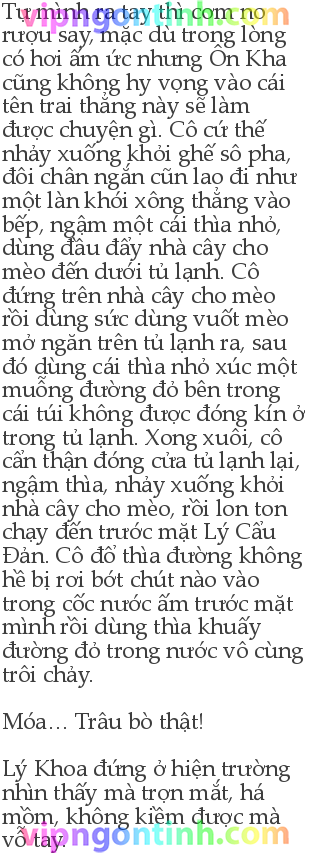 Tự mình ra tay thì cơm no
rượu say, mặc dù trong lòng
có hơi ấm ức nhưng Ôn Kha
cũng không hy vọng vào cái
tên trai thẳng này sẽ làm
được chuyện gì. Cô cứ thế
nhảy xuống khỏi ghế sô pha,
đôi chân ngắn cũn lao đi như
một làn khói xông thẳng vào
bếp, ngậm một cái thìa nhỏ,
dùng đầu đẩy nhà cây cho
mèo đến dưới tủ lạnh. Cô
đứng trên nhà cây cho mèo
rồi dùng sức dùng vuốt mèo
mở ngăn trên tủ lạnh ra, sau
đó dùng cái thìa nhỏ xúc một
muỗng đường đỏ bên trong
cái túi không được đóng kín ở
trong tủ lạnh. Xong xuôi, cô
cẩn thận đóng cửa tủ lạnh lại,
ngậm thìa, nhảy xuống khỏi
nhà cây cho mèo, rồi lon ton
chạy đến trước mặt Lý Cẩu
Đản. Cô đổ thìa đường không
hề bị rơi bớt chút nào vào
trong cốc nước ấm trước mặt
mình rồi dùng thìa khuấy
đường đỏ trong nước vô cùng
trôi chảy.
Móa... Trâu bò thật!
Lý Khoa đứng ở hiện trường
nhìn thấy mà trợn mắt, há
mồm, không kiềm được mà
vỗ tay.
vipngontinh.com
vipngontinh.com